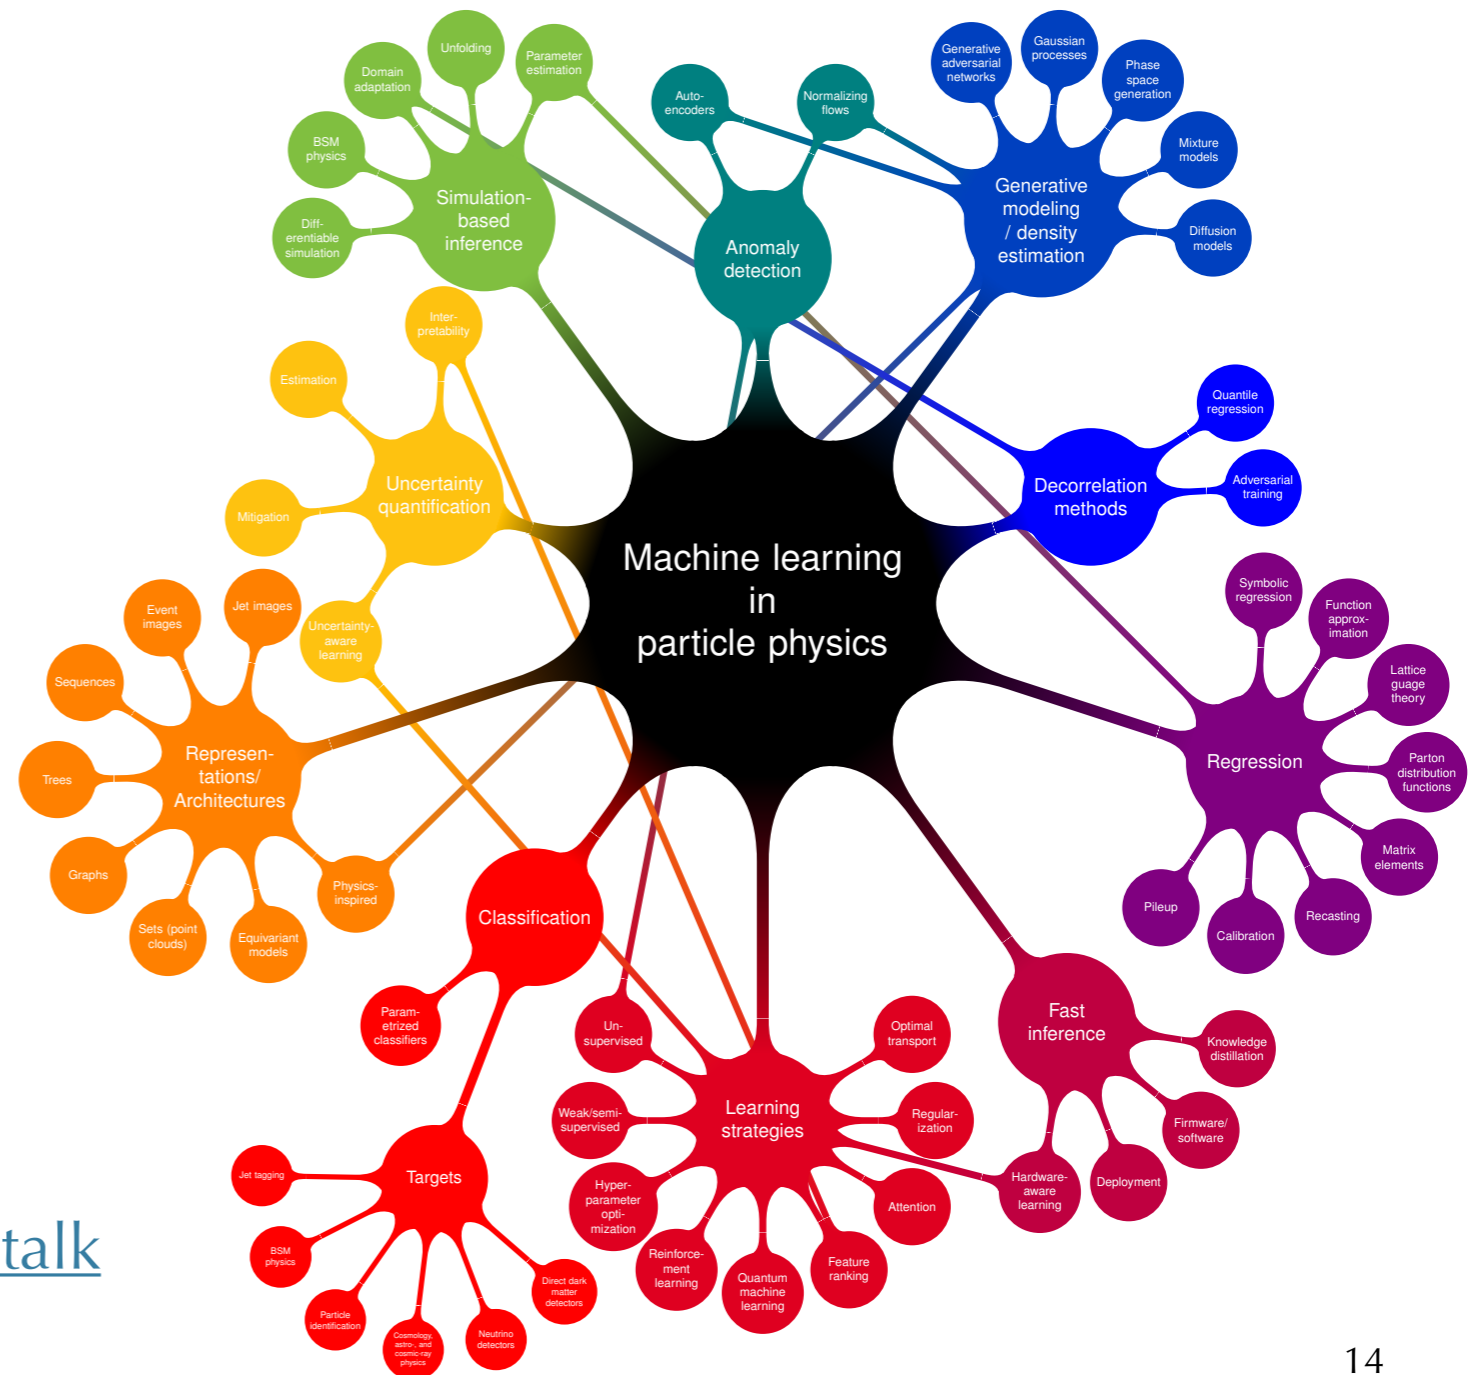 Machine learning
in
particle physics
Simulation-
based
inference
Diff-
erentiable
simulation
BSM
physics
Domain
adaptation
Unfolding
Parameter
estimation
Anomaly
detection
Auto-
encoders
Normalizing
flows
Generative
modeling
/ density
estimation
Generative
adversarial
networks
Gaussian
processes
Phase
space
generation
Mixture
models
Diffusion
models
Decorrelation
methods
Quantile
regression
Adversarial
training
Regression
Symbolic
regression
Function
approx-
imation
Lattice
guage
theory
Parton
distribution
functions
Matrix
elements
Recasting
Calibration
Pileup
Fast
inference
Knowledge
distillation
Firmware/
software
Deployment
Hardware-
aware
learning
Learning
strategies
Optimal
transport
Regular-
ization
Attention
Feature
ranking
Quantum
machine
learning
Reinforce-
ment
learning
Hyper-
parameter
opti-
mization
Weak/semi-
supervised
Un-
supervised
Classification
Param-
etrized
classifiers
Targets
Jet tagging
BSM
physics
Particle
identification
Cosmology,
astro-, and
cosmic-ray
physics
Neutrino
detectors
Direct dark
matter
detectors
Represen-
tations/
Architectures
Jet images
Event
images
Sequences
Trees
Graphs
Sets (point
clouds)
Equivariant
models
Physics-
inspired
Uncertainty
quantification
Inter-
pretability
Estimation
Mitigation
Uncertainty-
aware
learning
talk
14